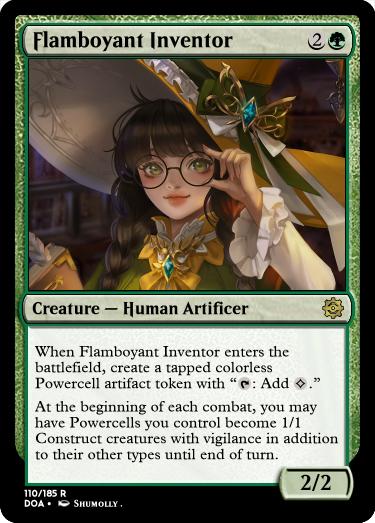 Flamboyant Inventor 2
Creature — Human Artificer
When Flamboyant Inventor enters the
battlefield, create a tapped colorless
Powercell artifact token with “: Add .”
At the beginning of each combat, you may
have Powercells you control become 1/1
Construct creatures with vigilance in addition
to their other types until end of turn.
2/2
110/185 R
DOA • Shumolly .